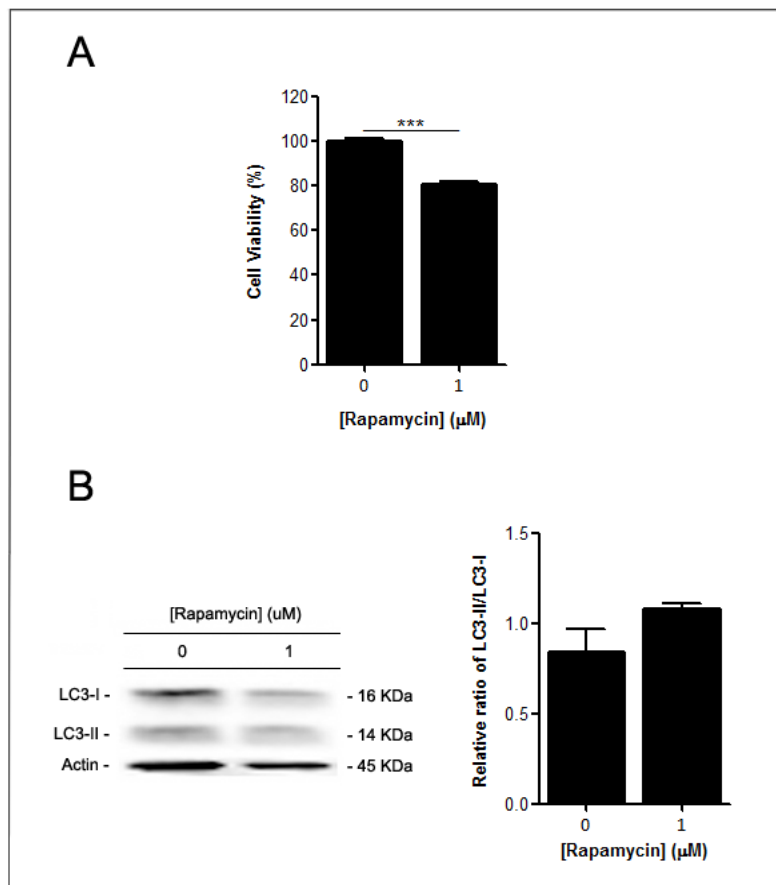 A
120
***
100
80
60
40
20
0
Cell Viability (%)
0 1
[Rapamycin] (μM)
B
[Rapamycin] (uM)
0 1
LC3-I - - 16 KDa
LC3-II - - 14 KDa
Actin - - 45 KDa
1.5
1.0
0.5
0.0
Relative ratio of LC3-II/LC3-I
0 1
[Rapamycin] (μM)